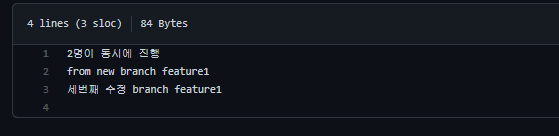 4 lines (3 sloc) 84 Bytes
1 2명이 동시에 진행
2 from new branch feature1
3 세번째 수정 branch feature1
4